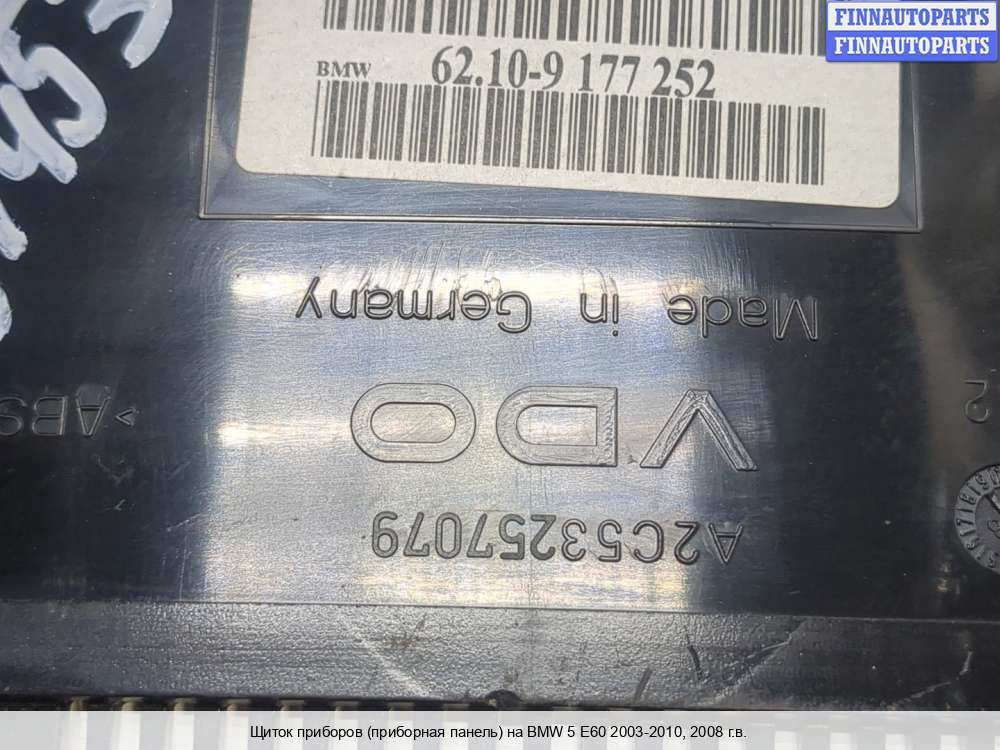 FINNAUTOPARTS
FINNAUTOPARTS
BMW 62.10-9 177 252
Made in Germany
VDO
A2C53257079
Щиток приборов (приборная панель) на BMW 5 E60 2003-2010, 2008 г.в.